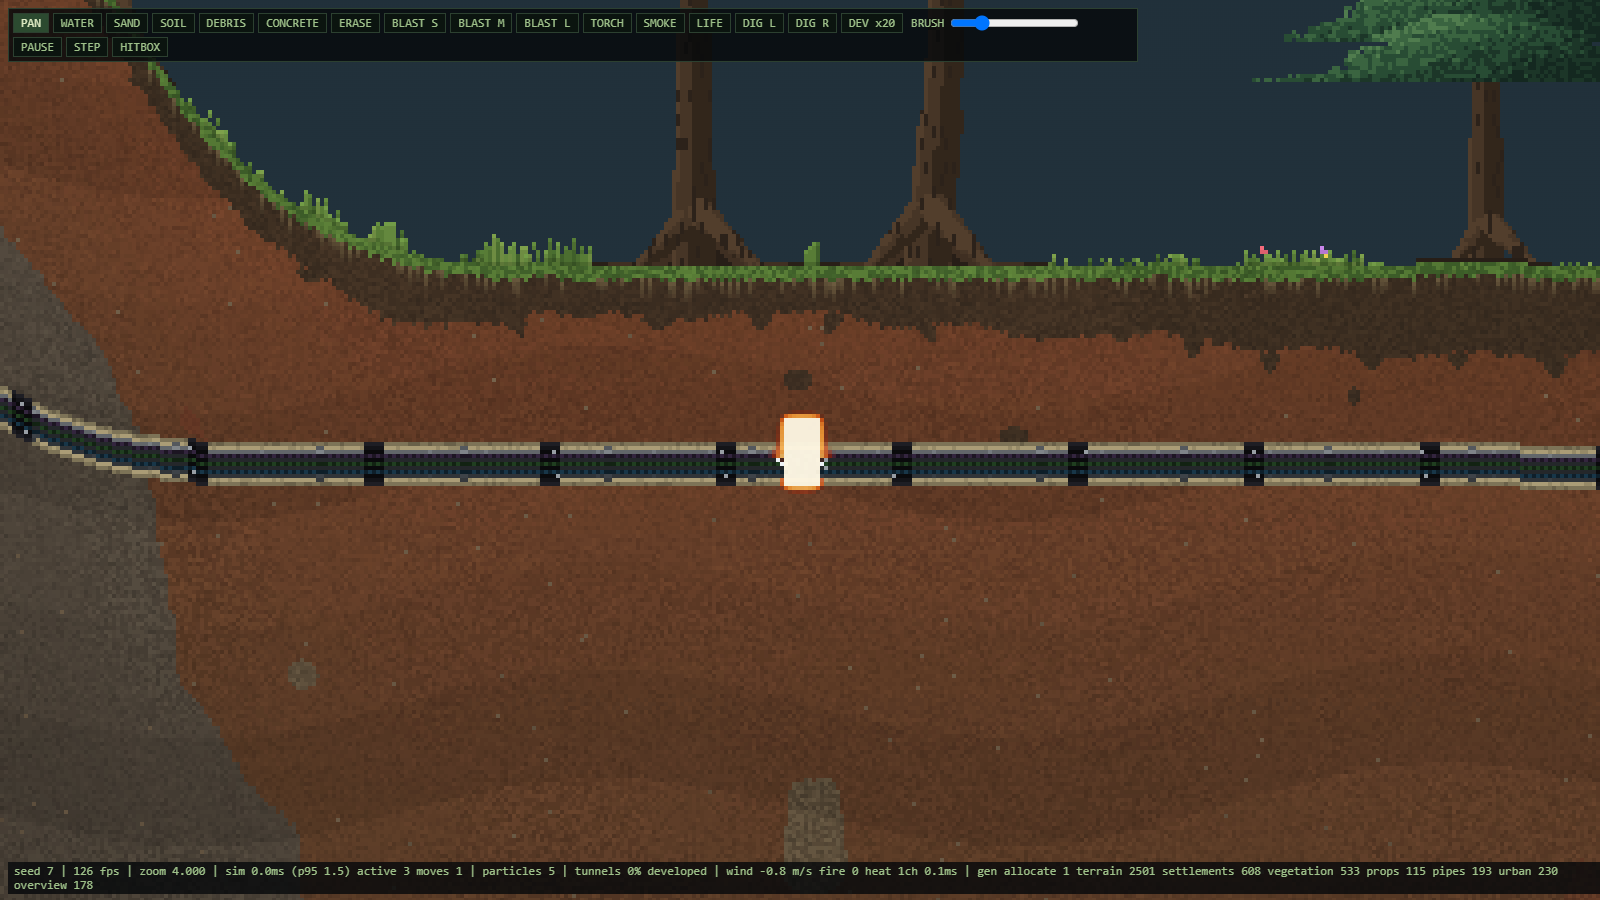 PAN WATER SAND SOIL DEBRIS CONCRETE ERASE BLAST S BLAST M BLAST L TORCH SMOKE LIFE DIG L DIG R DEV x20 BRUSH
PAUSE STEP HITBOX
seed 7 | 126 fps | zoom 4.000 | sim 0.0ms (p95 1.5) active 3 moves 1 | particles 5 | tunnels 0% developed | wind -0.8 m/s fire 0 heat 1ch 0.1ms | gen allocate 1 terrain 2501 settlements 608 vegetation 533 props 115 pipes 193 urban 230
overview 178